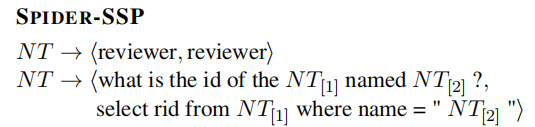 SPIDER-SSP
NT → ⟨reviewer, reviewer⟩
NT → ⟨what is the id of the NT[1] named NT[2] ?,
select rid from NT[1] where name = " NT[2] "⟩